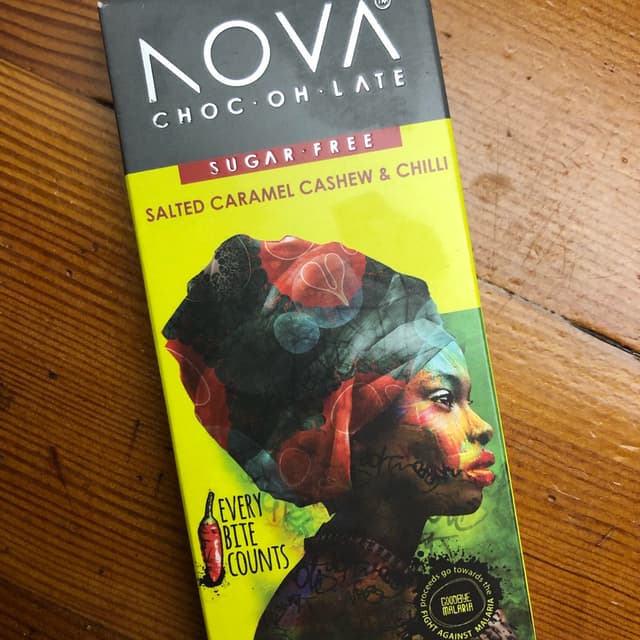 NOVA™
CHOC·OH·LATE
SUGAR·FREE
SALTED CARAMEL CASHEW & CHILLI
EVERY
BITE
COUNTS
proceeds go towards the
FIGHT AGAINST MALARIA
GOODBYE
MALARIA